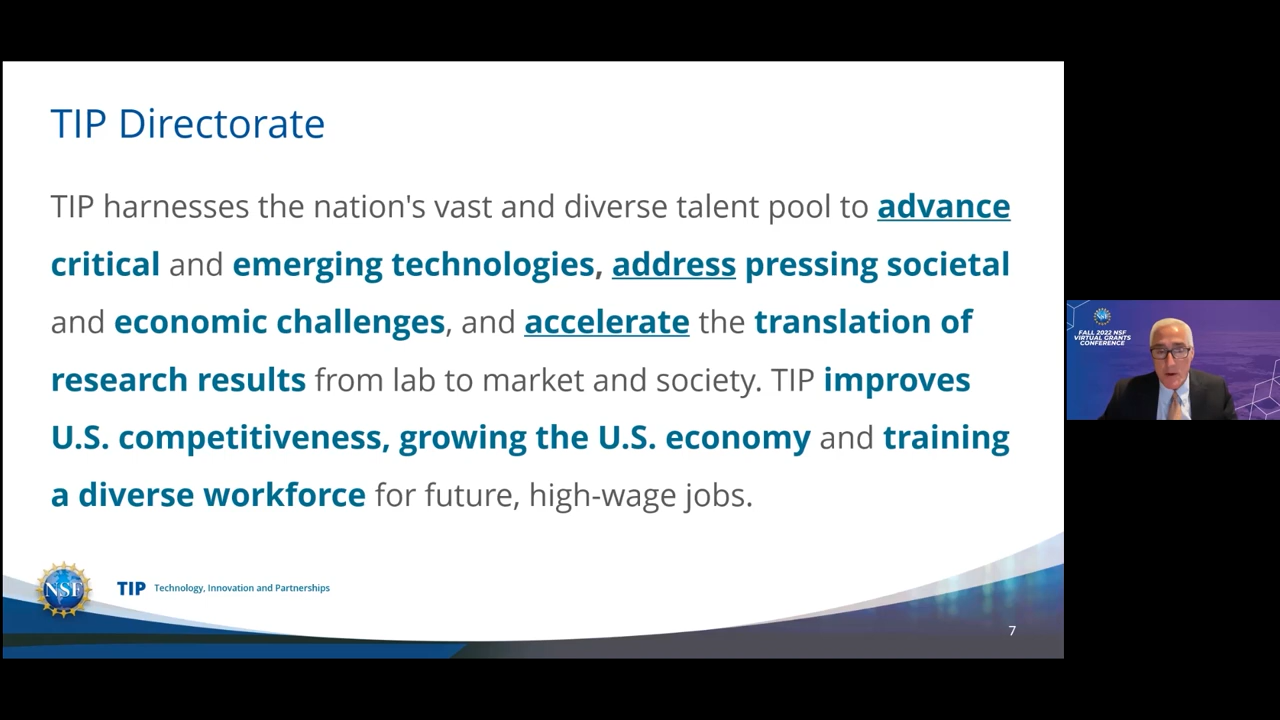 TIP Directorate
TIP harnesses the nation's vast and diverse talent pool to advance
critical and emerging technologies, address pressing societal
and economic challenges, and accelerate the translation of
research results from lab to market and society. TIP improves
U.S. competitiveness, growing the U.S. economy and training
a diverse workforce for future, high-wage jobs.
NSF
TIP Technology, Innovation and Partnerships
7
NSF
FALL 2022 NSF
VIRTUAL GRANTS
CONFERENCE